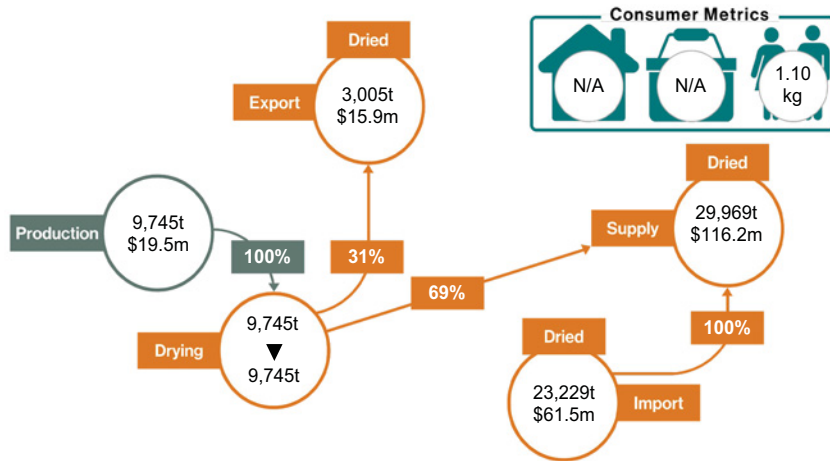 Consumer Metrics
N/A
N/A
1.10
kg
Dried
Export
3,005t
$15.9m
Dried
Supply
29,969t
$116.2m
Production
9,745t
$19.5m
100%
31%
69%
Drying
9,745t
▼
9,745t
100%
Dried
23,229t
$61.5m
Import